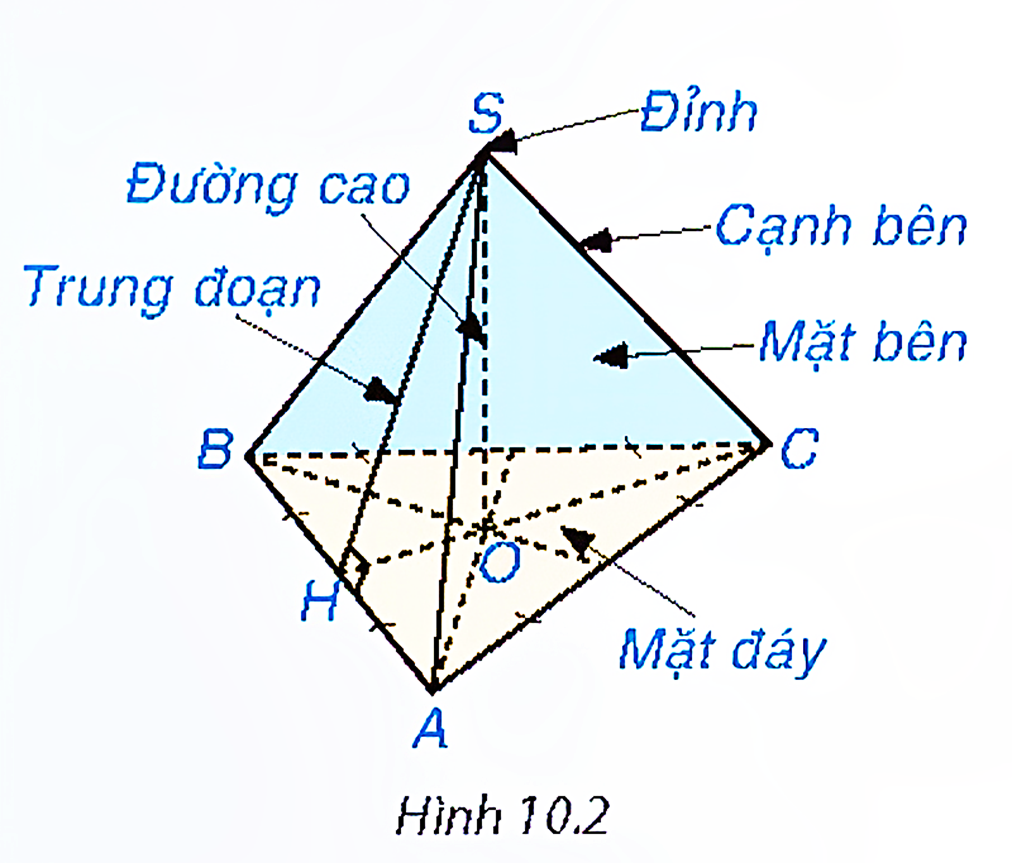 S
Đỉnh
Đường cao
Cạnh bên
Trung đoạn
Mặt bên
B
C
O
H
Mặt đáy
A
Hình 10.2